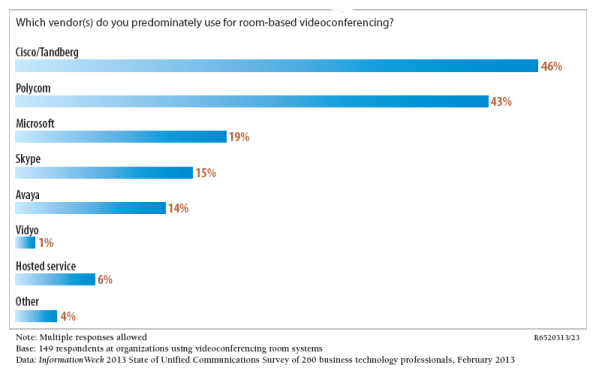 Which vendor(s) do you predominately use for room-based videoconferencing?
Cisco/Tandberg
46%
Polycom
43%
Microsoft
19%
Skype
15%
Avaya
14%
Vidyo
1%
Hosted service
6%
Other
4%
Note: Multiple responses allowed
R6520313/23
Base: 149 respondents at organizations using videoconferencing room systems
Data: InformationWeek 2013 State of Unified Communications Survey of 260 business technology professionals, February 2013